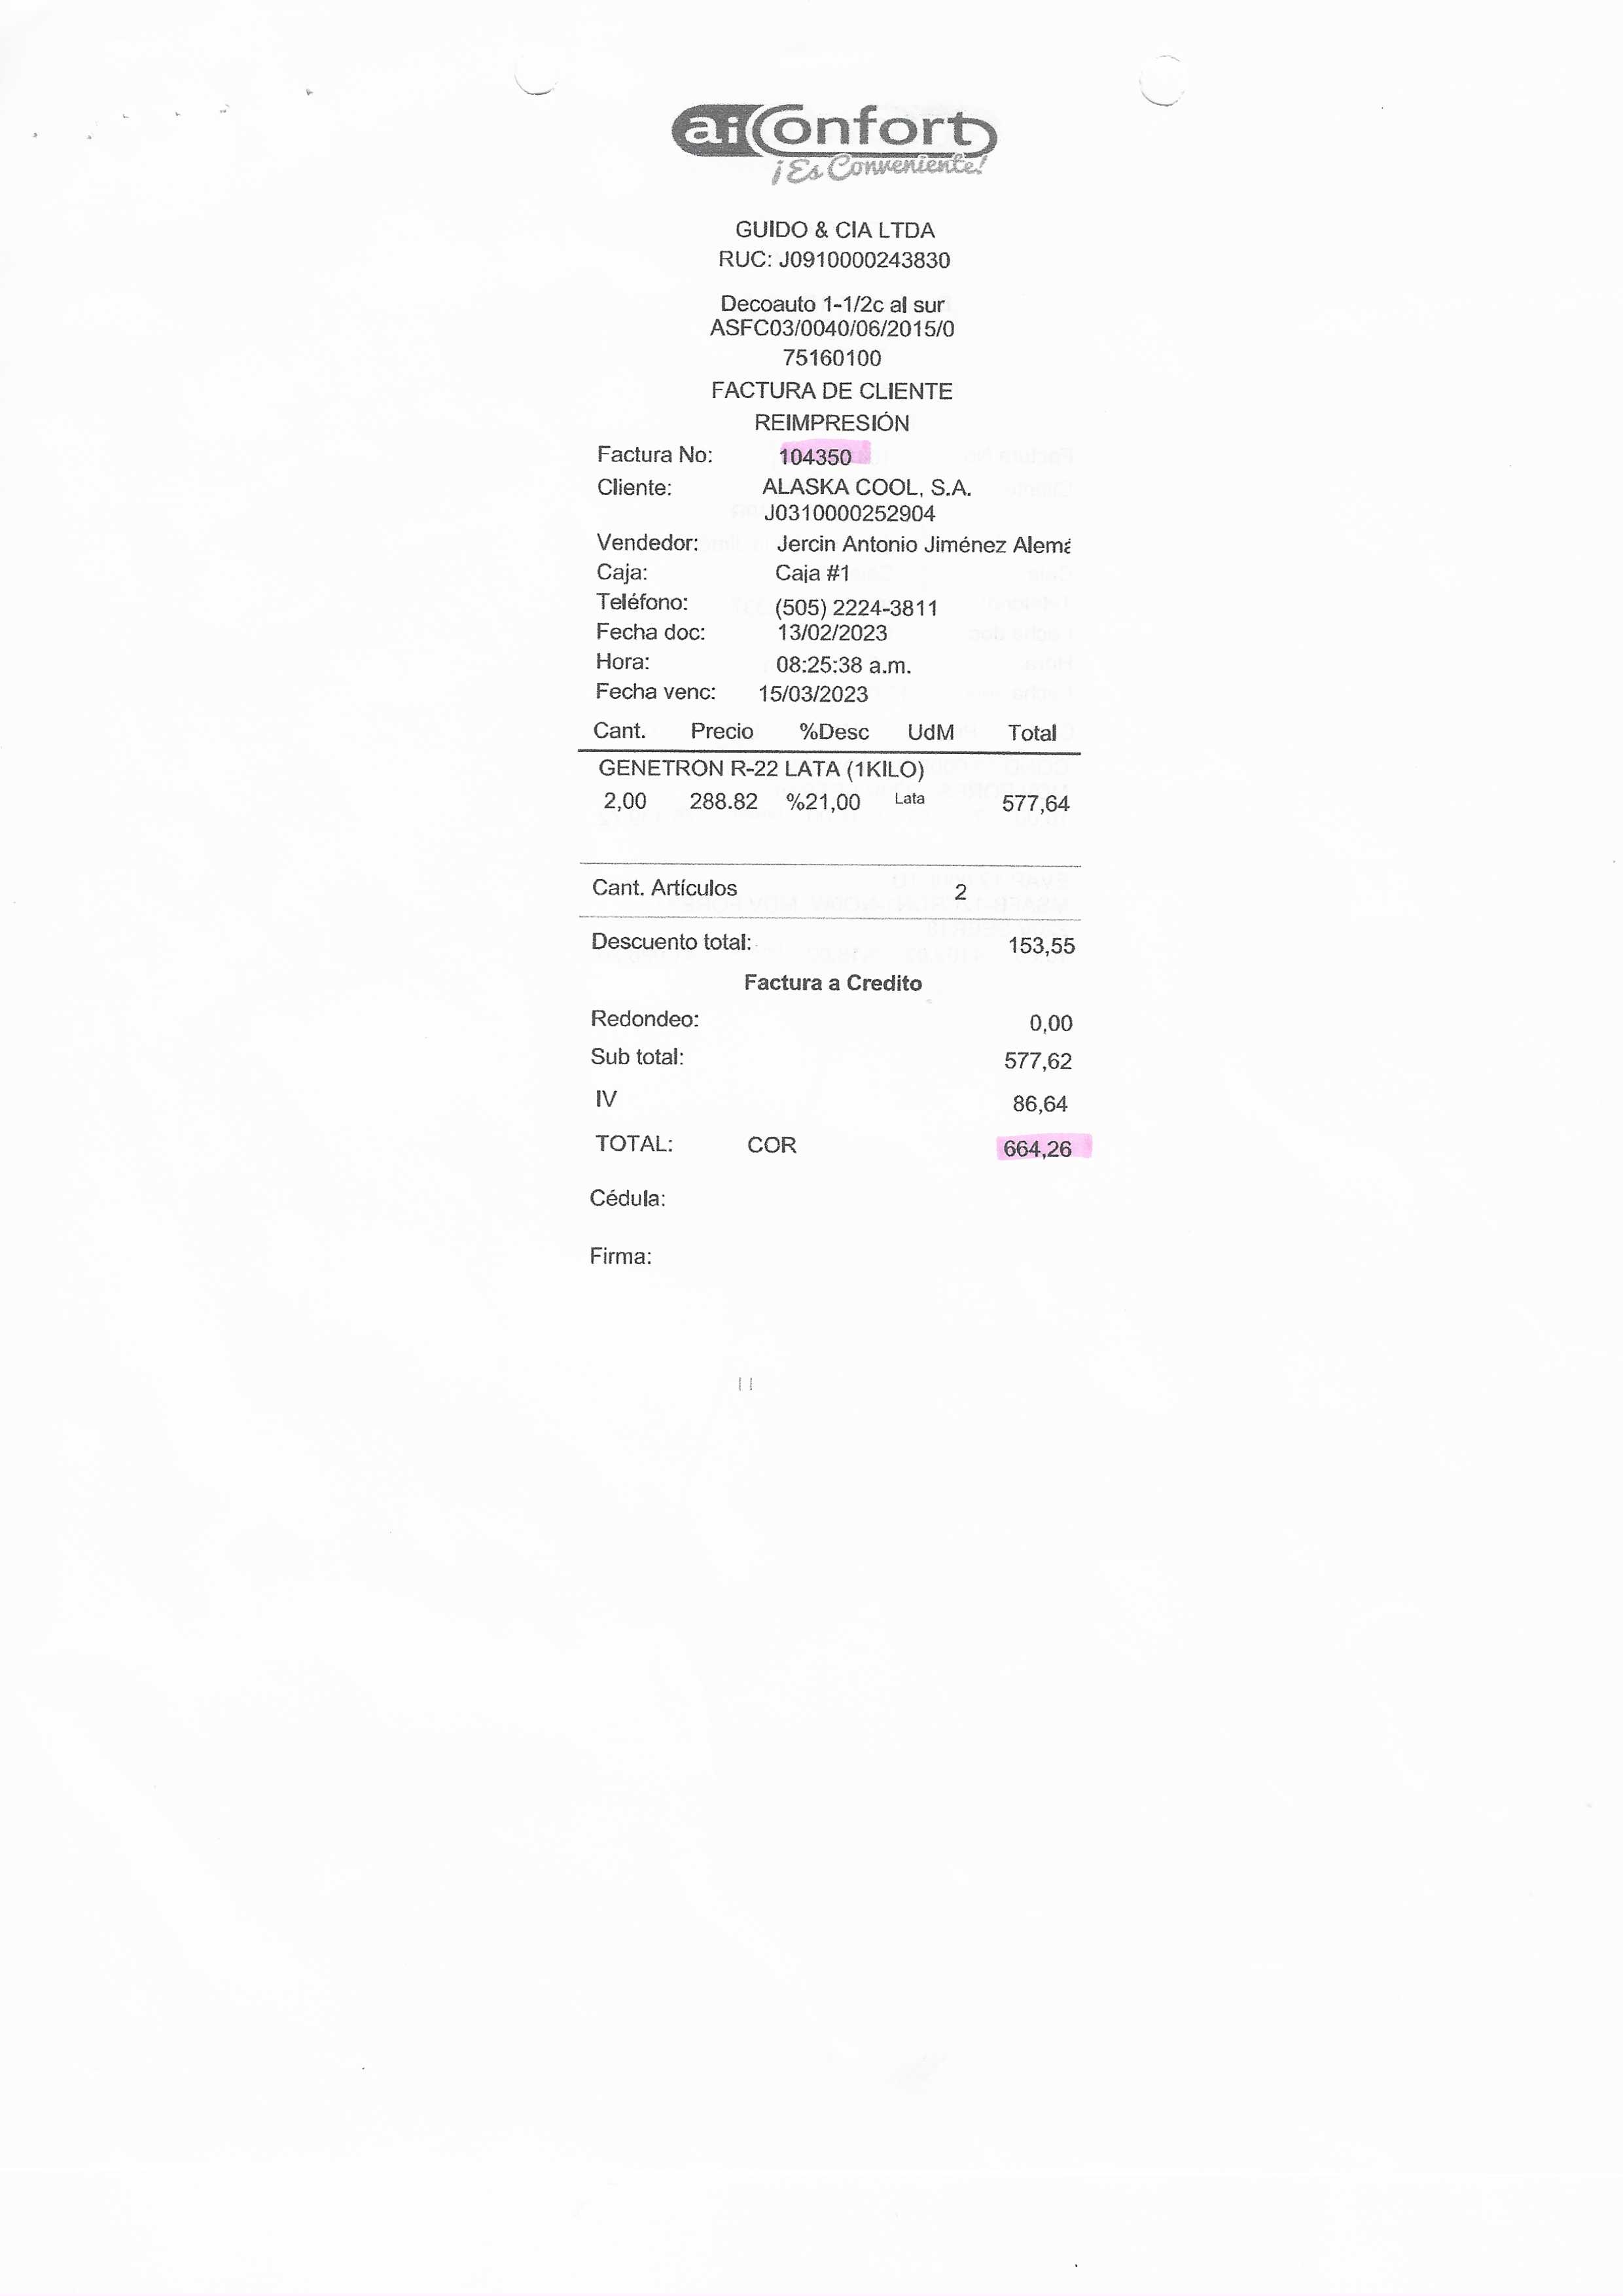 aiConfort
¡Es Conveniente!
GUIDO & CIA LTDA
RUC: J0910000243830
Decoauto 1-1/2c al sur
ASFC03/0040/06/2015/0
75160100
FACTURA DE CLIENTE
REIMPRESIÓN
Factura No: 104350
Cliente: ALASKA COOL, S.A.
J0310000252904
Vendedor: Jercin Antonio Jiménez Alemá
Caja: Caja #1
Teléfono: (505) 2224-3811
Fecha doc: 13/02/2023
Hora: 08:25:38 a.m.
Fecha venc: 15/03/2023
Cant. Precio %Desc UdM Total
GENETRON R-22 LATA (1KILO)
2,00 288.82 %21,00 Lata 577,64
Cant. Artículos 2
Descuento total: 153,55
Factura a Credito
Redondeo: 0,00
Sub total: 577,62
IV 86,64
TOTAL: COR 664,26
Cédula:
Firma: